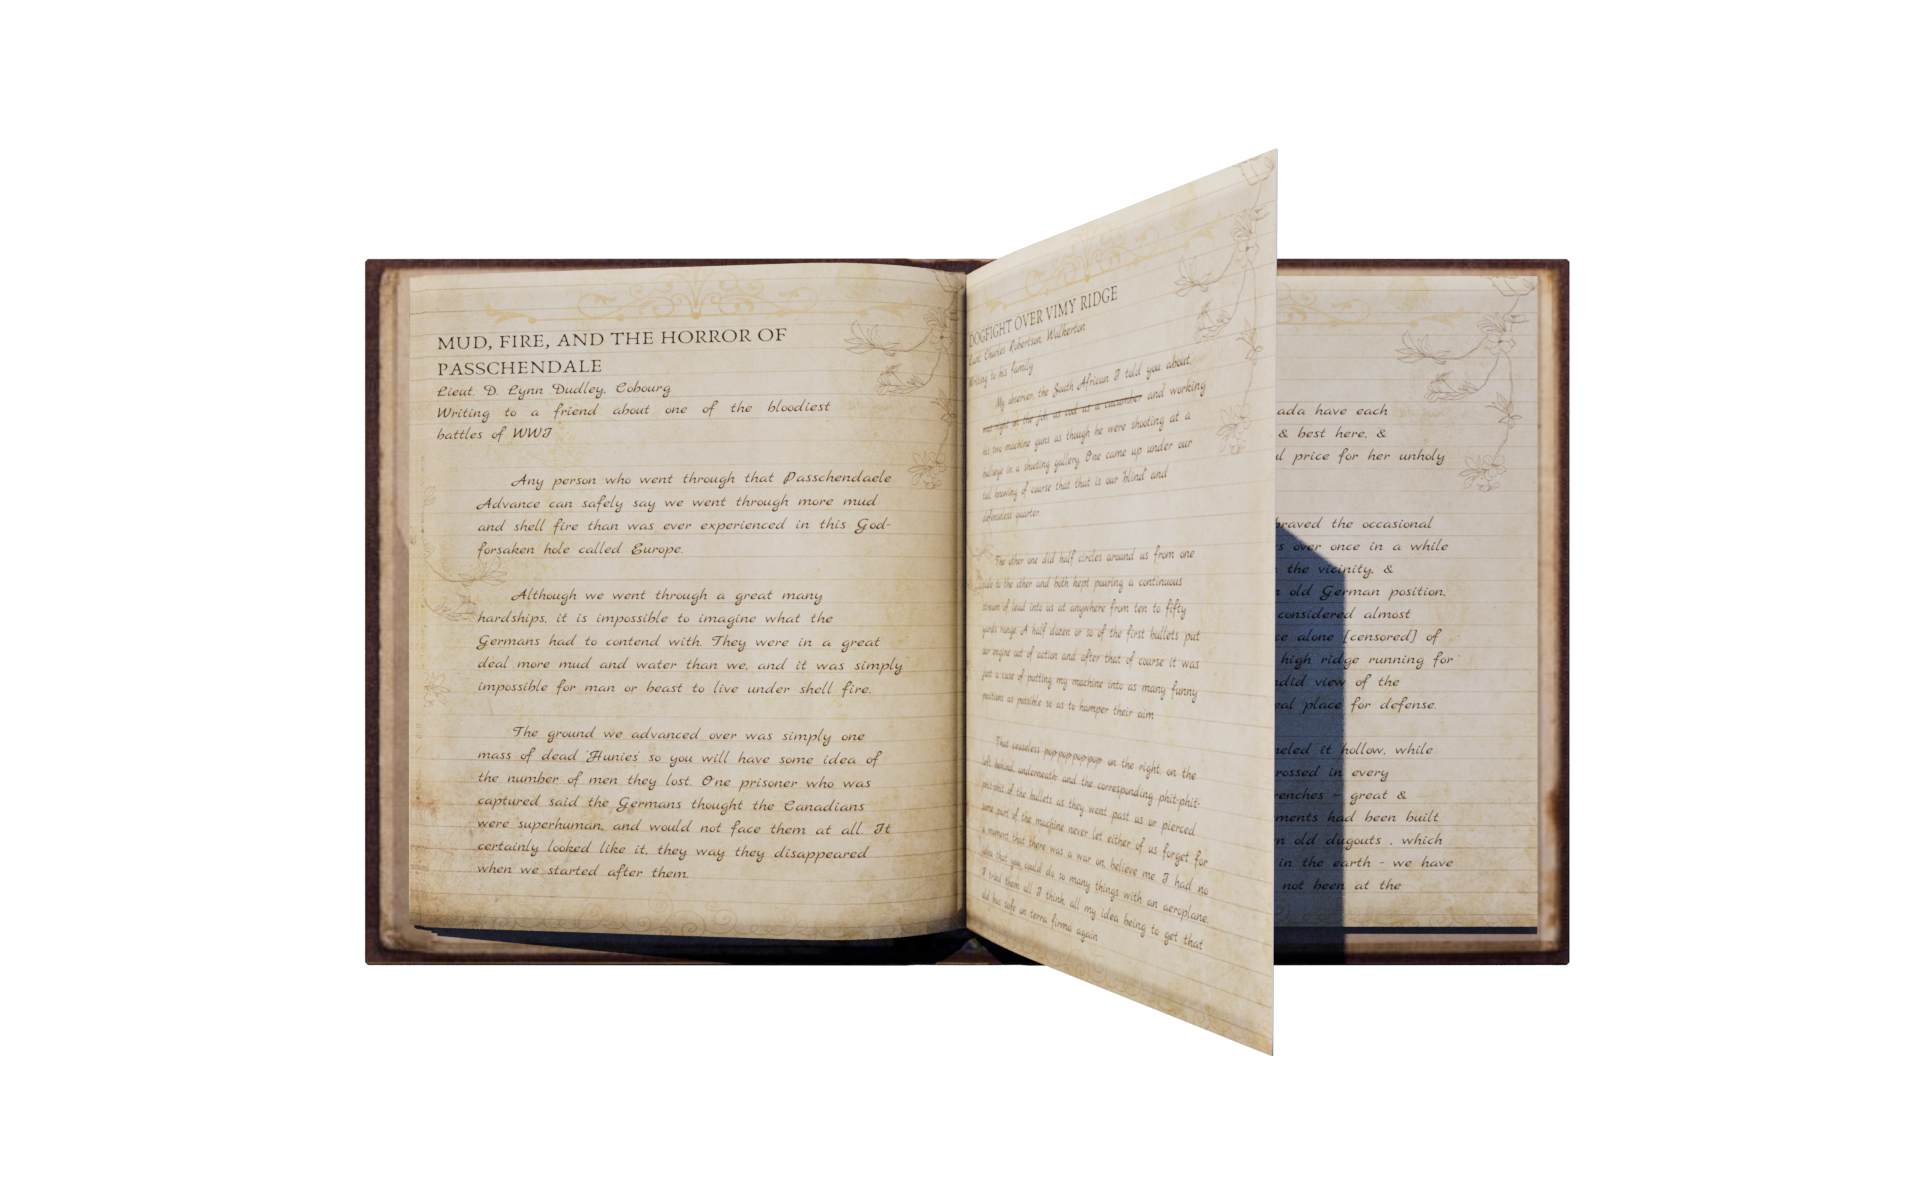 MUD, FIRE, AND THE HORROR OF
PASSCHENDALE
Lieut. D. Lynn Dudley, Cobourg
Writing to a friend about one of the bloodiest
battles of WWI
Any person who went through that Passchendaele
Advance can safely say we went through more mud
and shell fire than was ever experienced in this God-
forsaken hole called Europe.
Although we went through a great many
hardships, it is impossible to imagine what the
Germans had to contend with. They were in a great
deal more mud and water than we, and it was simply
impossible for man or beast to live under shell fire.
The ground we advanced over was simply one
mass of dead 'Hunies' so you will have some idea of
the number of men they lost. One prisoner who was
captured said the Germans thought the Canadians
were superhuman, and would not face them at all. It
certainly looked like it, they way they disappeared
when we started after them.
DOGFIGHT OVER VIMY RIDGE
Lieut. Charles Robertson, Walkerton
Writing to his family
My observer, the South African I told you about,
was right on the job as cool as a cucumber and working
his two machine guns as though he were shooting at a
bullseye in a shooting gallery. One came up under our
tail knowing of course that that is our 'blind' and
defenseless quarter.
The other one did half circles around us from one
side to the other and both kept pouring a continuous
stream of lead into us at anywhere from ten to fifty
yards range. A half dozen or so of the first bullets put
our engine out of action and after that of course it was
just a case of putting my machine into as many funny
positions as possible so as to hamper their aim.
That ceaseless pop-pop-pop-pop-pop on the right, on the
left, behind, underneath and the corresponding phit-phit-
phit-phit of the bullets as they went past us or pierced
some part of the machine never let either of us forget for
a moment that there was a war on, believe me. I had no
idea that you could do so many things with an aeroplane.
I tried them all I think, all my idea being to get that
old bus safe on terra firma again
ada have each
& best here, &
price for her unholy
braved the occasional
over once in a while
the vicinity, &
old German position,
considered almost
alone [censored] of
high ridge running for
view of the
place for defense.
neled it hollow, while
rossed in every
renches - great &
ments had been built
old dugouts , which
in the earth - we have
not been at the